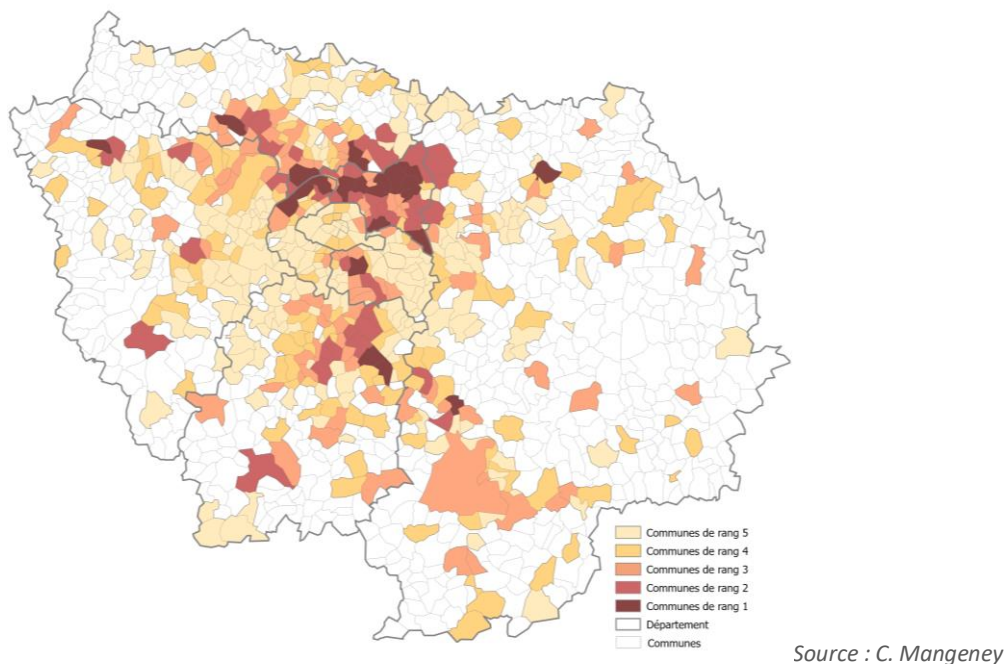 Communes de rang 5
Communes de rang 4
Communes de rang 3
Communes de rang 2
Communes de rang 1
Département
Communes
Source : C. Mangeney